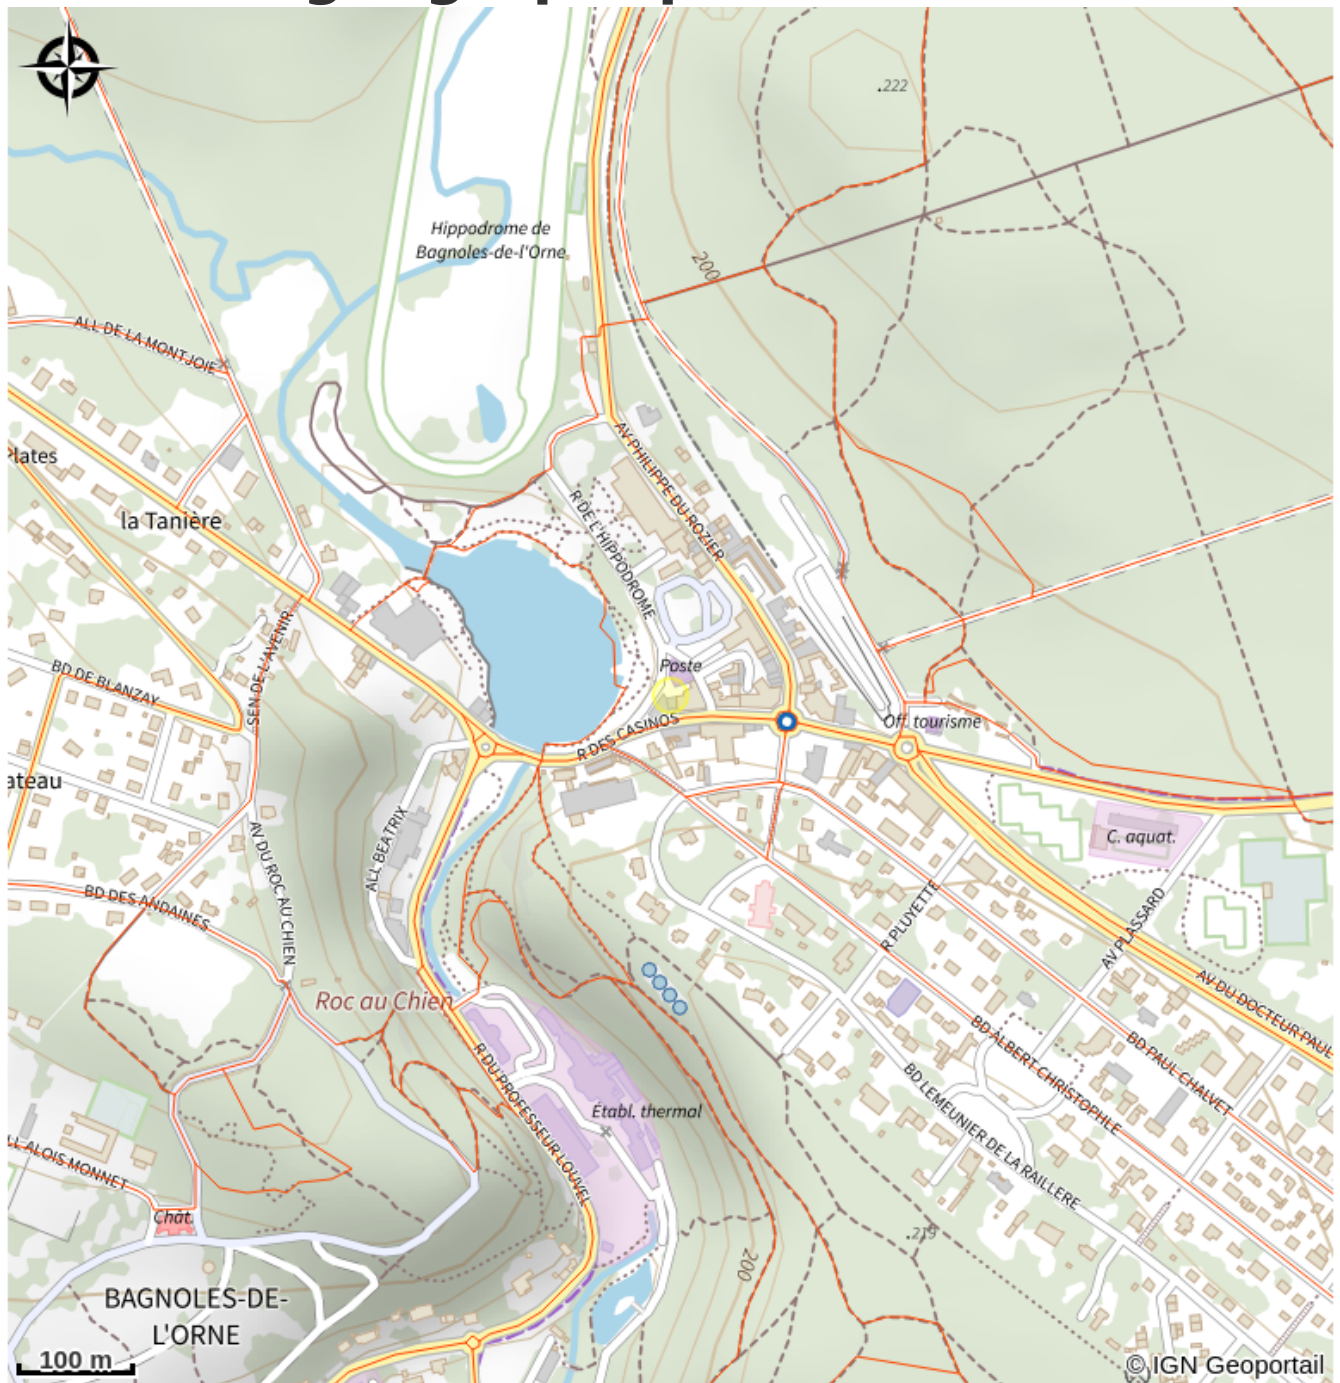 .222
Hippodrome de
Bagnoles-de-l'Orne
200
ALL DE LA MONTJOIE
AV PHILIPPE DU ROZIER
Plates
la Tanière
R DE L'HIPPODROME
SEN DE L'AVENIR
BD DE BLANZAY
Poste
R DES CASINOS
Off. tourisme
ateau
ALL BEATRIX
AV DU ROC AU CHIEN
C. aquat.
BD DES ANDAINES
R PLUYETTE
AV PLASSARD
AV DU DOCTEUR PAUL
Roc au Chien
BD ALBERT CHRISTOPHLE
BD PAUL CHALVET
R DU PROFESSEUR LOUVEL
BD LEMEUNIER DE LA RAILLERE
Etabl. thermal
ALOIS MONNET
Chât.
.219
200
BAGNOLES-DE-
L'ORNE
100 m
© IGN Geoportail